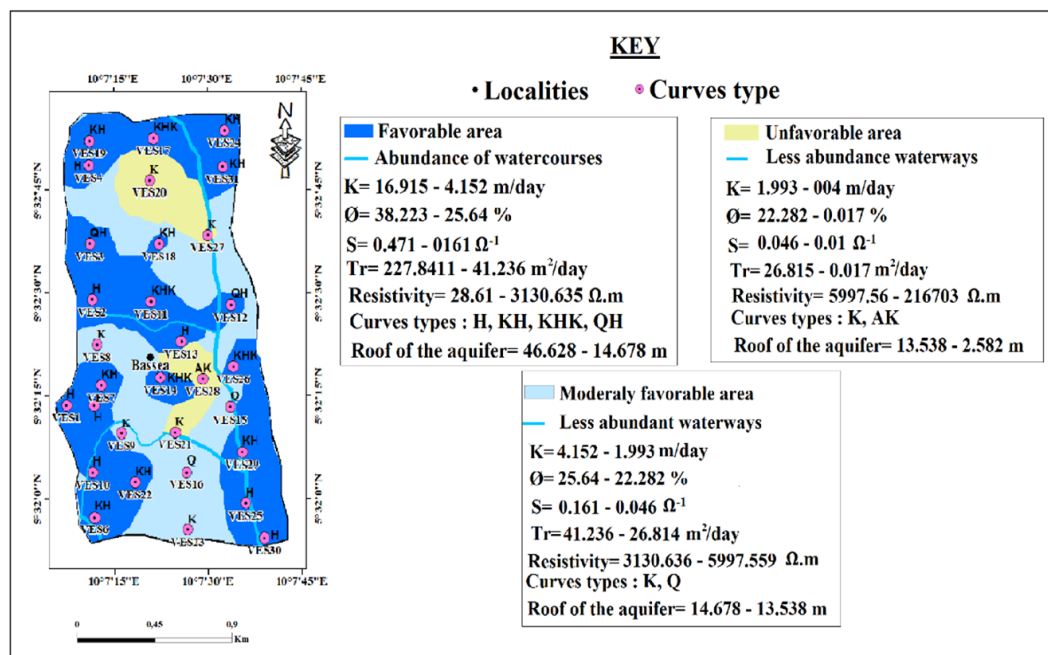 KEY
• Localities
Curves type
Favorable area
Abundance of watercourses
K= 16.915 - 4.152 m/day
Ø= 38.223 - 25.64 %
S= 0.471 - 0161 Ω⁻¹
Tr= 227.8411 - 41.236 m²/day
Resistivity= 28.61 - 3130.635 Ω.m
Curves types : H, KH, KHK, QH
Roof of the aquifer= 46.628 - 14.678 m
Unfavorable area
Less abundance waterways
K= 1.993 - 004 m/day
Ø= 22.282 - 0.017 %
S= 0.046 - 0.01 Ω⁻¹
Tr= 26.815 - 0.017 m²/day
Resistivity= 5997.56 - 216703 Ω.m
Curves types : K, AK
Roof of the aquifer= 13.538 - 2.582 m
Moderaly favorable area
Less abundant waterways
K= 4.152 - 1.993 m/day
Ø= 25.64 - 22.282 %
S= 0.161 - 0.046 Ω⁻¹
Tr= 41.236 - 26.814 m²/day
Resistivity= 3130.636 - 5997.559 Ω.m
Curves types : K, Q
Roof of the aquifer= 14.678 - 13.538 m
10°7'15"E 10°7'30"E 10°7'45"E
N
5°32'45"N
5°32'30"N
5°32'15"N
5°32'0"N
KH
VES19
KHK
VES17
KH
VES24
H
VES4
KH
VES31
K
VES20
K
VES27
QH
VES3
KH
VES18
H
VES2
KHK
VES11
QH
VES12
K
VES8
H
VES13
Bassea
KHK
VES26
KHK
VES14
AK
VES28
KH
VES7
H
VES1
H
Q
VES15
K
VES9
K
VES21
KH
VES29
H
VES10
KH
VES22
Q
VES16
H
VES25
KH
VES6
K
VES23
H
VES30
10°7'15"E 10°7'30"E 10°7'45"E
0 0,45 0,9
Km